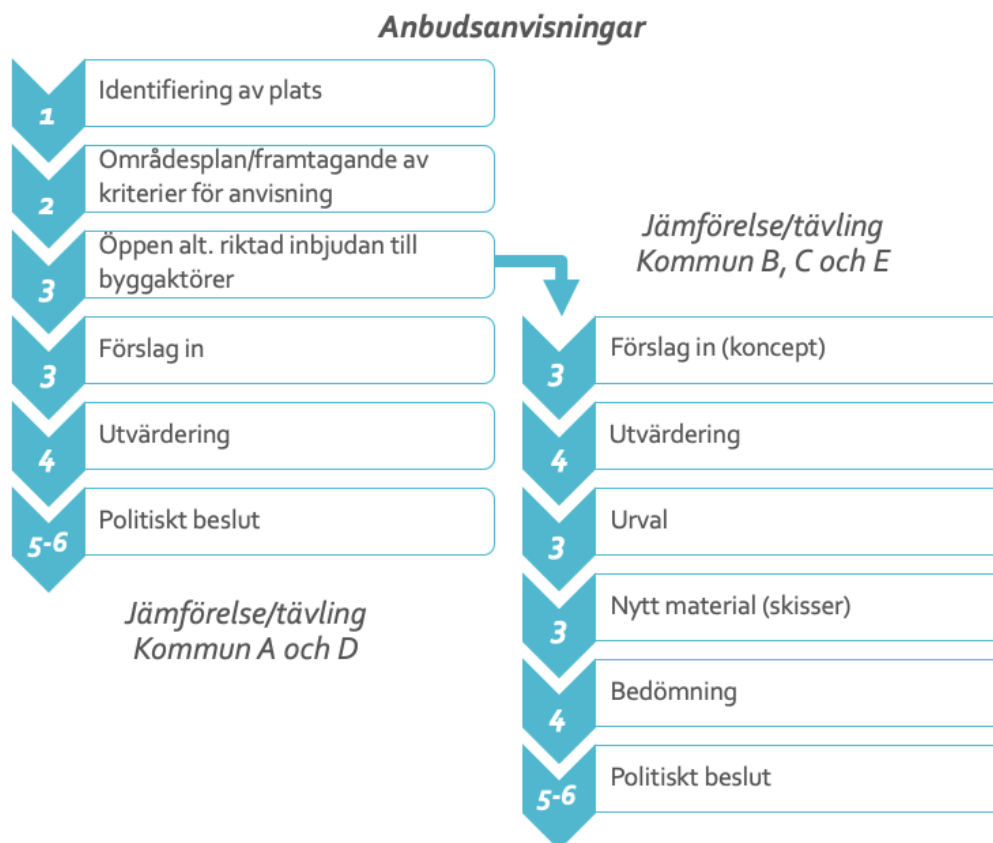 Anbudsanvisningar
1
Identifiering av plats
2
Områdesplan/framtagande av
kriterier för anvisning
3
Öppen alt. riktad inbjudan till
byggaktörer
3
Förslag in
4
Utvärdering
5-6
Politiskt beslut
Jämförelse/tävling
Kommun A och D
Jämförelse/tävling
Kommun B, C och E
3
Förslag in (koncept)
4
Utvärdering
3
Urval
3
Nytt material (skisser)
4
Bedömning
5-6
Politiskt beslut